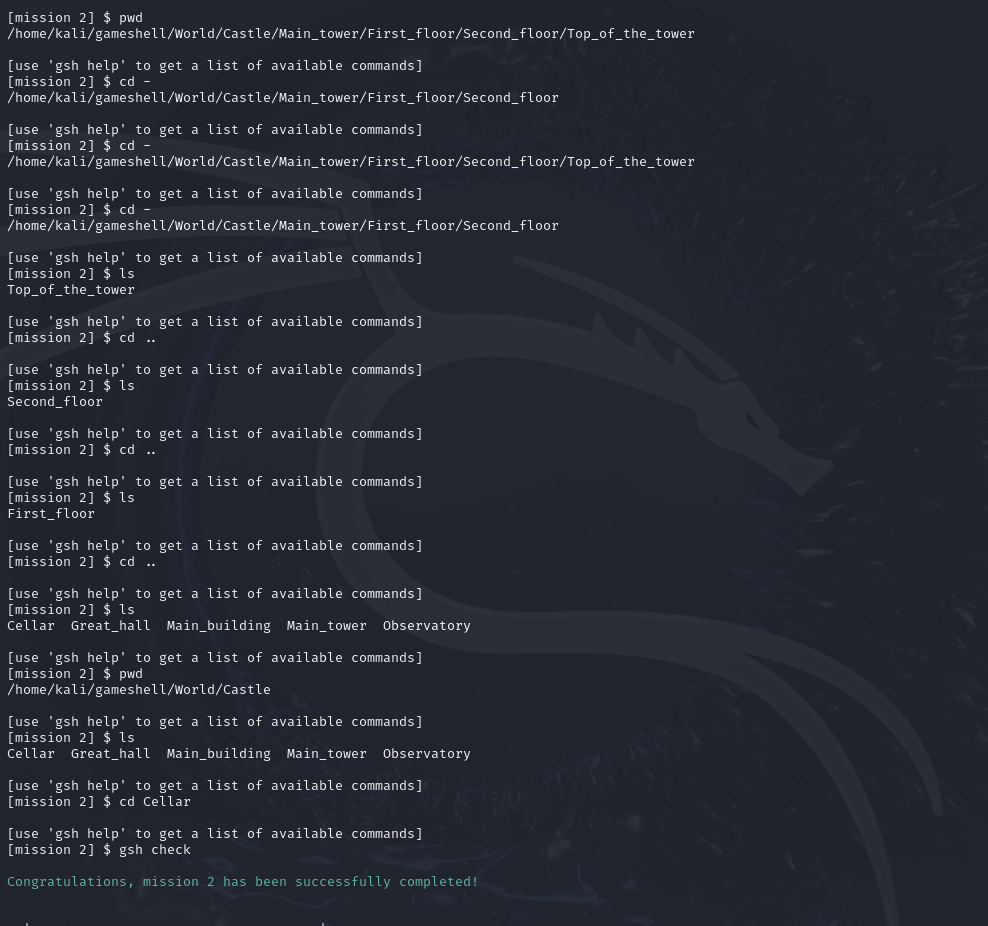 [mission 2] $ pwd
/home/kali/gameshell/World/Castle/Main_tower/First_floor/Second_floor/Top_of_the_tower
[use 'gsh help' to get a list of available commands]
[mission 2] $ cd -
/home/kali/gameshell/World/Castle/Main_tower/First_floor/Second_floor
[use 'gsh help' to get a list of available commands]
[mission 2] $ cd -
/home/kali/gameshell/World/Castle/Main_tower/First_floor/Second_floor/Top_of_the_tower
[use 'gsh help' to get a list of available commands]
[mission 2] $ cd -
/home/kali/gameshell/World/Castle/Main_tower/First_floor/Second_floor
[use 'gsh help' to get a list of available commands]
[mission 2] $ ls
Top_of_the_tower
[use 'gsh help' to get a list of available commands]
[mission 2] $ cd ..
[use 'gsh help' to get a list of available commands]
[mission 2] $ ls
Second_floor
[use 'gsh help' to get a list of available commands]
[mission 2] $ cd ..
[use 'gsh help' to get a list of available commands]
[mission 2] $ ls
First_floor
[use 'gsh help' to get a list of available commands]
[mission 2] $ cd ..
[use 'gsh help' to get a list of available commands]
[mission 2] $ ls
Cellar  Great_hall  Main_building  Main_tower  Observatory
[use 'gsh help' to get a list of available commands]
[mission 2] $ pwd
/home/kali/gameshell/World/Castle
[use 'gsh help' to get a list of available commands]
[mission 2] $ ls
Cellar  Great_hall  Main_building  Main_tower  Observatory
[use 'gsh help' to get a list of available commands]
[mission 2] $ cd Cellar
[use 'gsh help' to get a list of available commands]
[mission 2] $ gsh check
Congratulations, mission 2 has been successfully completed!